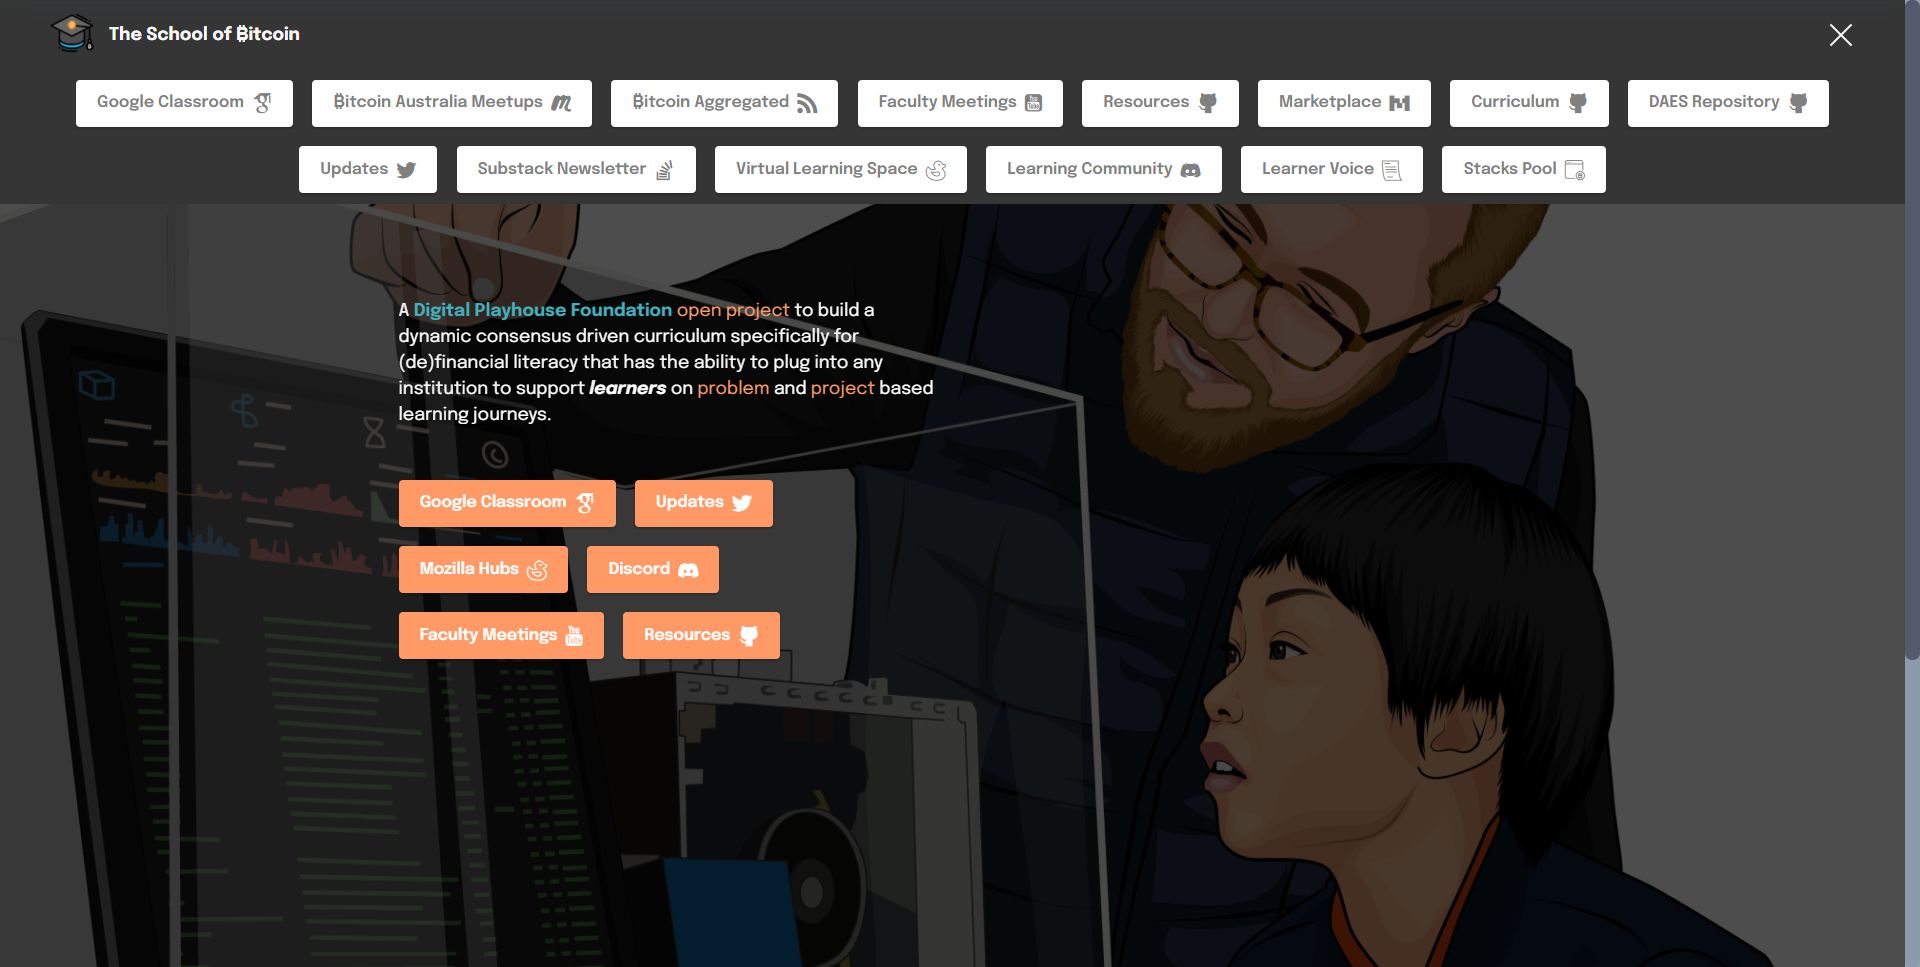 The School of ₿itcoin
Google Classroom
₿itcoin Australia Meetups
₿itcoin Aggregated
Faculty Meetings
Resources
Marketplace
Curriculum
DAES Repository
Updates
Substack Newsletter
Virtual Learning Space
Learning Community
Learner Voice
Stacks Pool
A Digital Playhouse Foundation open project to build a
dynamic consensus driven curriculum specifically for
(de)financial literacy that has the ability to plug into any
institution to support learners on problem and project based
learning journeys.
Google Classroom
Updates
Mozilla Hubs
Discord
Faculty Meetings
Resources